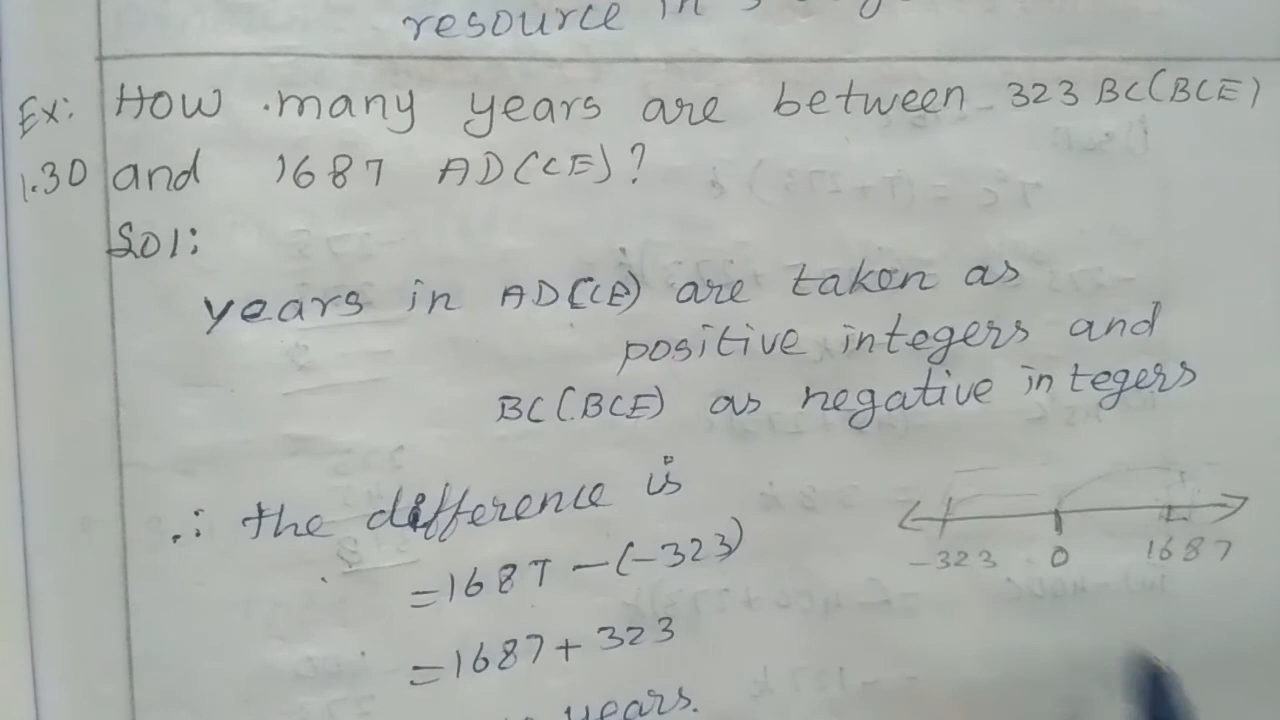 resource in
Ex: How many years are between 323 BC(BCE)
1.30 and 1687 AD(CE)?
Sol:
years in AD(CE) are taken as
positive integers and
BC(BCE) as negative integers
∴ the difference is
=1687-(-323)
-323 0 1687
=1687+323
years.